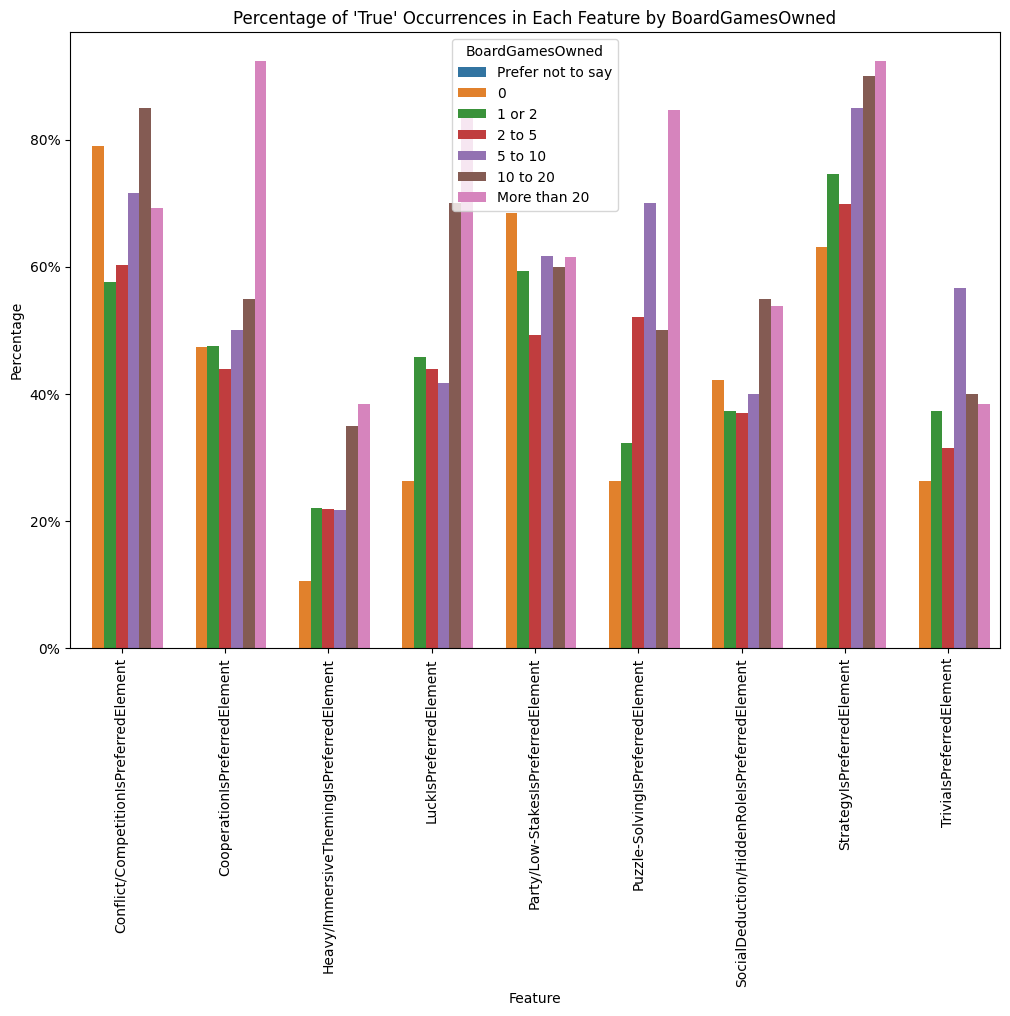 Percentage of 'True' Occurrences in Each Feature by BoardGamesOwned
BoardGamesOwned
Prefer not to say
0
1 or 2
2 to 5
5 to 10
10 to 20
More than 20
Percentage
80%
60%
40%
20%
0%
Conflict/CompetitionIsPreferredElement
CooperationIsPreferredElement
Heavy/ImmersiveThemingIsPreferredElement
LuckIsPreferredElement
Party/Low-StakesIsPreferredElement
Puzzle-SolvingIsPreferredElement
SocialDeduction/HiddenRoleIsPreferredElement
StrategyIsPreferredElement
TriviaIsPreferredElement
Feature